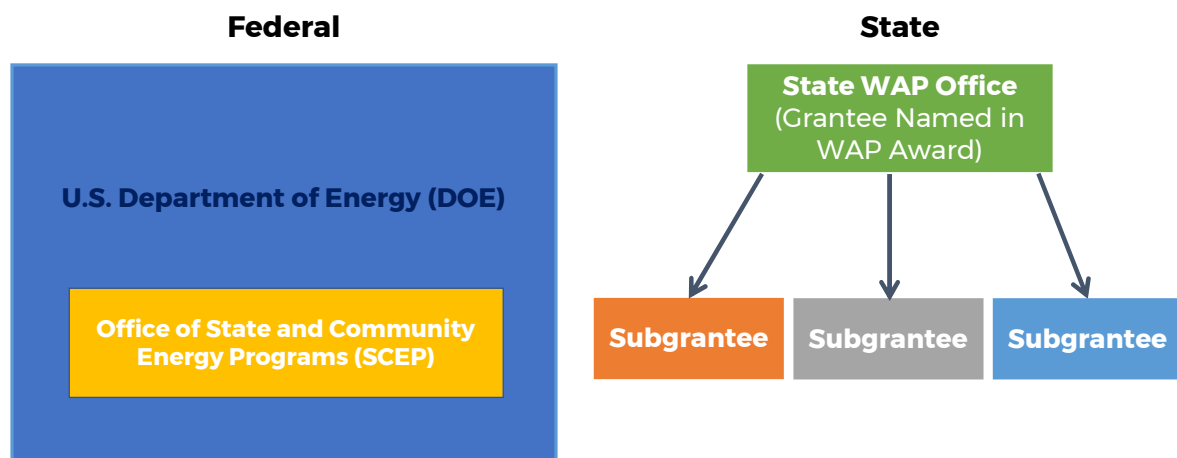 Federal
U.S. Department of Energy (DOE)
Office of State and Community
Energy Programs (SCEP)
State
State WAP Office
(Grantee Named in
WAP Award)
Subgrantee
Subgrantee
Subgrantee